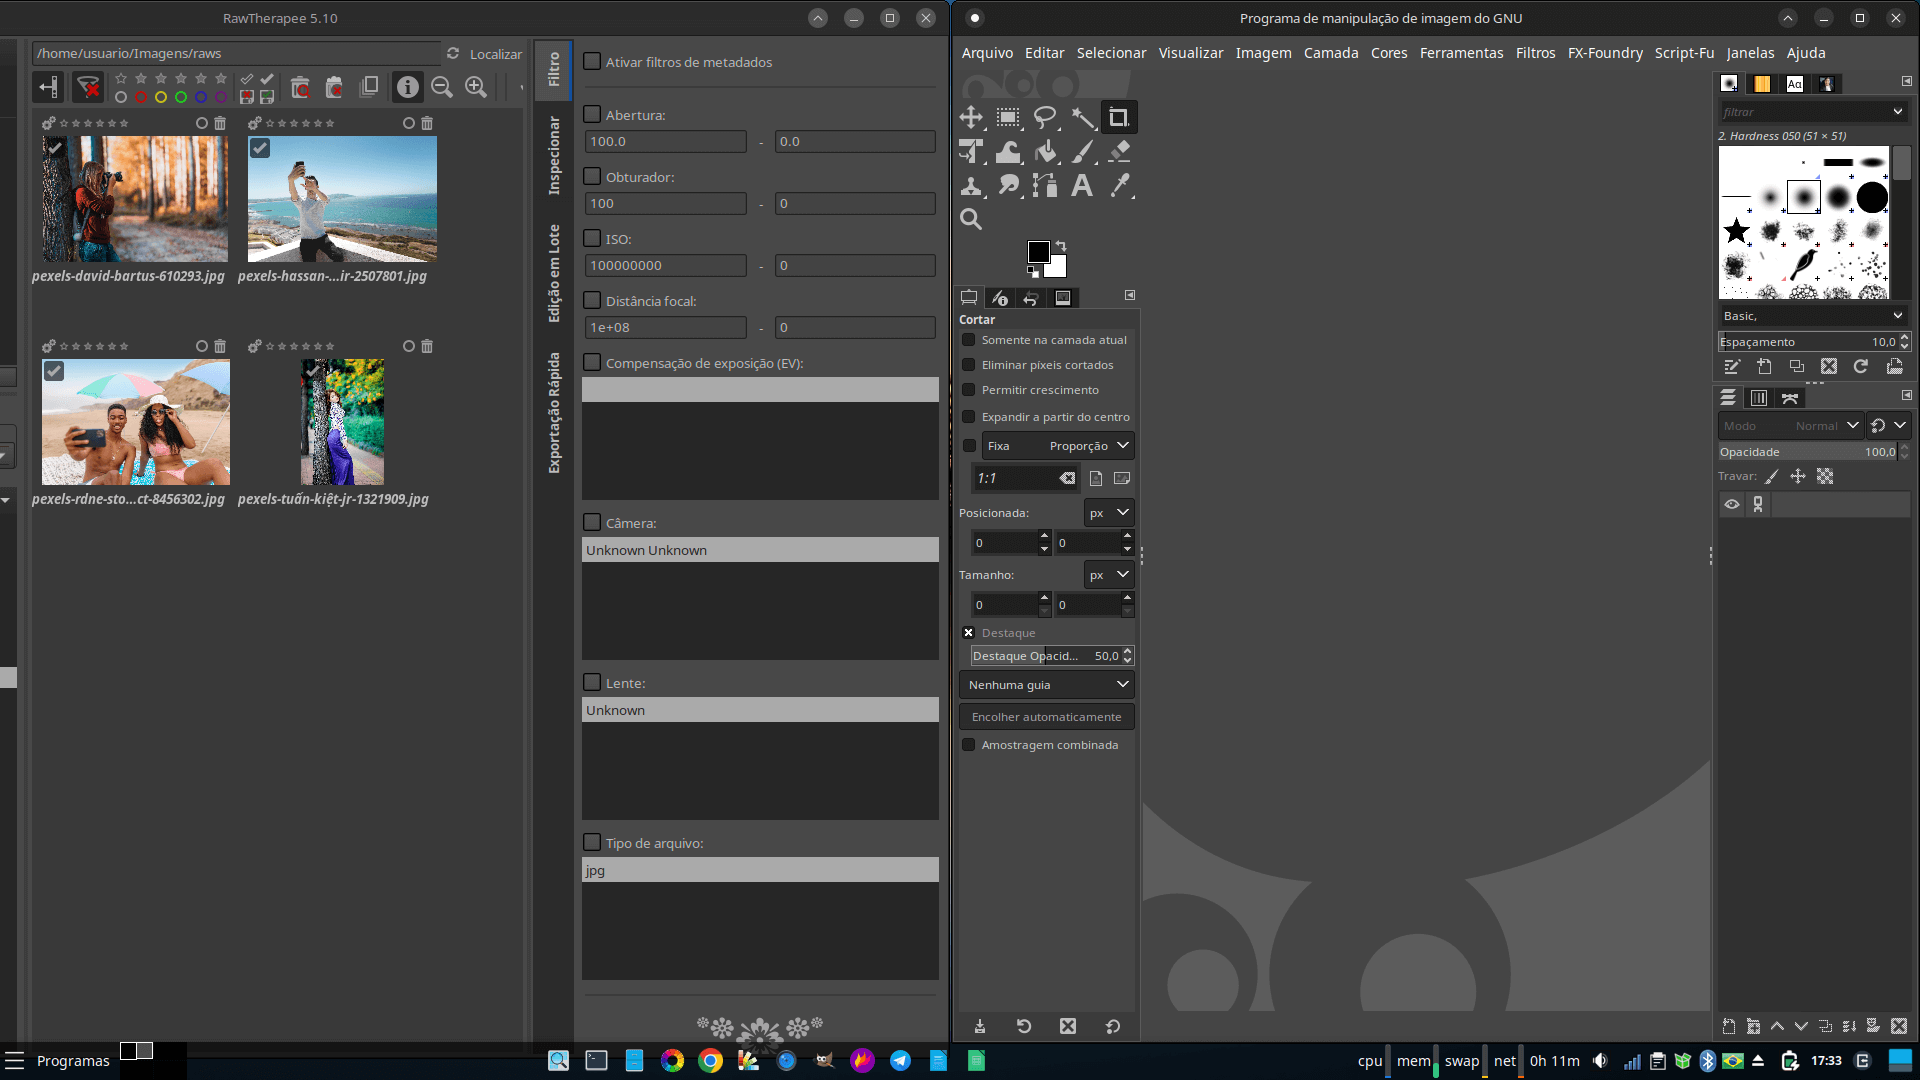 RawTherapee 5.10
/home/usuario/Imagens/raws
Localizar
pexels-david-bartus-610293.jpg
pexels-hassan-...ir-2507801.jpg
pexels-rdne-sto...ct-8456302.jpg
pexels-tuấn-kiệt-jr-1321909.jpg
Filtro
Inspecionar
Edição em Lote
Exportação Rápida
Ativar filtros de metadados
Abertura:
100.0 - 0.0
Obturador:
100 - 0
ISO:
100000000 - 0
Distância focal:
1e+08 - 0
Compensação de exposição (EV):
Câmera:
Unknown Unknown
Lente:
Unknown
Tipo de arquivo:
jpg
Programa de manipulação de imagem do GNU
Arquivo Editar Selecionar Visualizar Imagem Camada Cores Ferramentas Filtros FX-Foundry Script-Fu Janelas Ajuda
Cortar
Somente na camada atual
Eliminar píxeis cortados
Permitir crescimento
Expandir a partir do centro
Fixa Proporção
1:1
Posicionada: px
0 0
Tamanho: px
0 0
Destaque
Destaque Opacid... 50,0
Nenhuma guia
Encolher automaticamente
Amostragem combinada
Aa
filtrar
2. Hardness 050 (51 × 51)
Basic,
Espaçamento 10,0
Modo Normal
Opacidade 100,0
Travar:
Programas
cpu mem swap net 0h 11m 17:33